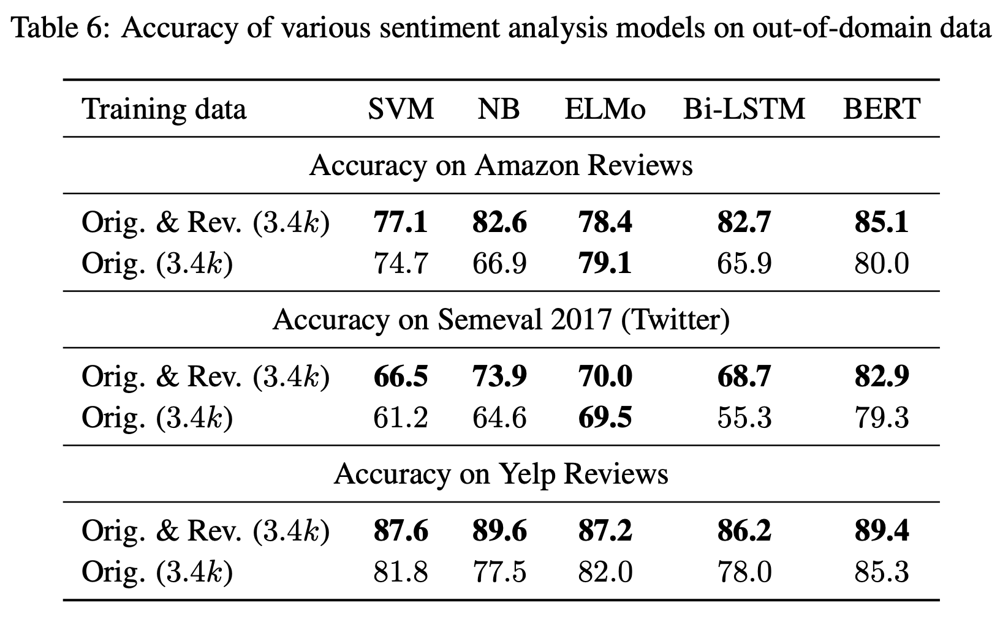 Table 6: Accuracy of various sentiment analysis models on out-of-domain data
Training data SVM NB ELMo Bi-LSTM BERT
Accuracy on Amazon Reviews
Orig. & Rev. (3.4k) 77.1 82.6 78.4 82.7 85.1
Orig. (3.4k) 74.7 66.9 79.1 65.9 80.0
Accuracy on Semeval 2017 (Twitter)
Orig. & Rev. (3.4k) 66.5 73.9 70.0 68.7 82.9
Orig. (3.4k) 61.2 64.6 69.5 55.3 79.3
Accuracy on Yelp Reviews
Orig. & Rev. (3.4k) 87.6 89.6 87.2 86.2 89.4
Orig. (3.4k) 81.8 77.5 82.0 78.0 85.3